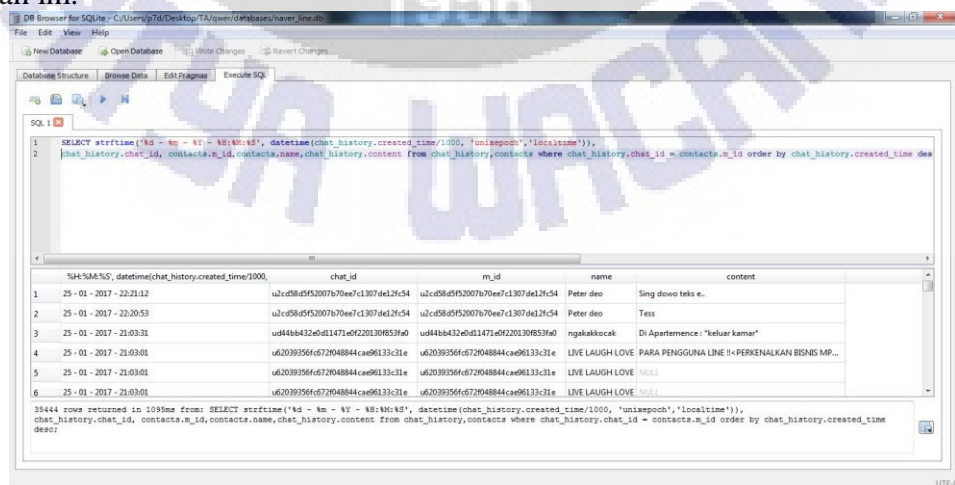 an ini.
1956
TYA WACAN
UKSW
DB Browser for SQLite - C:/Users/p7d/Desktop/TA/qwer/databases/naver_line.db
File Edit View Help
New Database Open Database Write Changes Revert Changes
Database Structure Browse Data Edit Pragmas Execute SQL
SQL 1
1 SELECT strftime('%d - %m - %Y - %H:%M:%S', datetime(chat_history.created_time/1000, 'unixepoch','localtime')),
2 chat_history.chat_id, contacts.m_id,contacts.name,chat_history.content from chat_history,contacts where chat_history.chat_id = contacts.m_id order by chat_history.created_time des
%H:%M:%S', datetime(chat_history.created_time/1000, chat_id m_id name content
1 25 - 01 - 2017 - 22:21:12 u2cd58d5f52007b70ee7c1307de12fc54 u2cd58d5f52007b70ee7c1307de12fc54 Peter deo Sing dowo teks e..
2 25 - 01 - 2017 - 22:20:53 u2cd58d5f52007b70ee7c1307de12fc54 u2cd58d5f52007b70ee7c1307de12fc54 Peter deo Tess
3 25 - 01 - 2017 - 21:03:31 ud44bb432e0d11471e0f220130f853fa0 ud44bb432e0d11471e0f220130f853fa0 ngakakkocak Di Apartemence : "keluar kamar"
4 25 - 01 - 2017 - 21:03:01 u62039356fc672f048844cae96133c31e u62039356fc672f048844cae96133c31e LIVE LAUGH LOVE PARA PENGGUNA LINE !!<PERKENALKAN BISNIS MP...
5 25 - 01 - 2017 - 21:03:01 u62039356fc672f048844cae96133c31e u62039356fc672f048844cae96133c31e LIVE LAUGH LOVE NULL
6 25 - 01 - 2017 - 21:03:01 u62039356fc672f048844cae96133c31e u62039356fc672f048844cae96133c31e LIVE LAUGH LOVE NULL
35444 rows returned in 1095ms from: SELECT strftime('%d - %m - %Y - %H:%M:%S', datetime(chat_history.created_time/1000, 'unixepoch','localtime')),
chat_history.chat_id, contacts.m_id,contacts.name,chat_history.content from chat_history,contacts where chat_history.chat_id = contacts.m_id order by chat_history.created_time
desc;